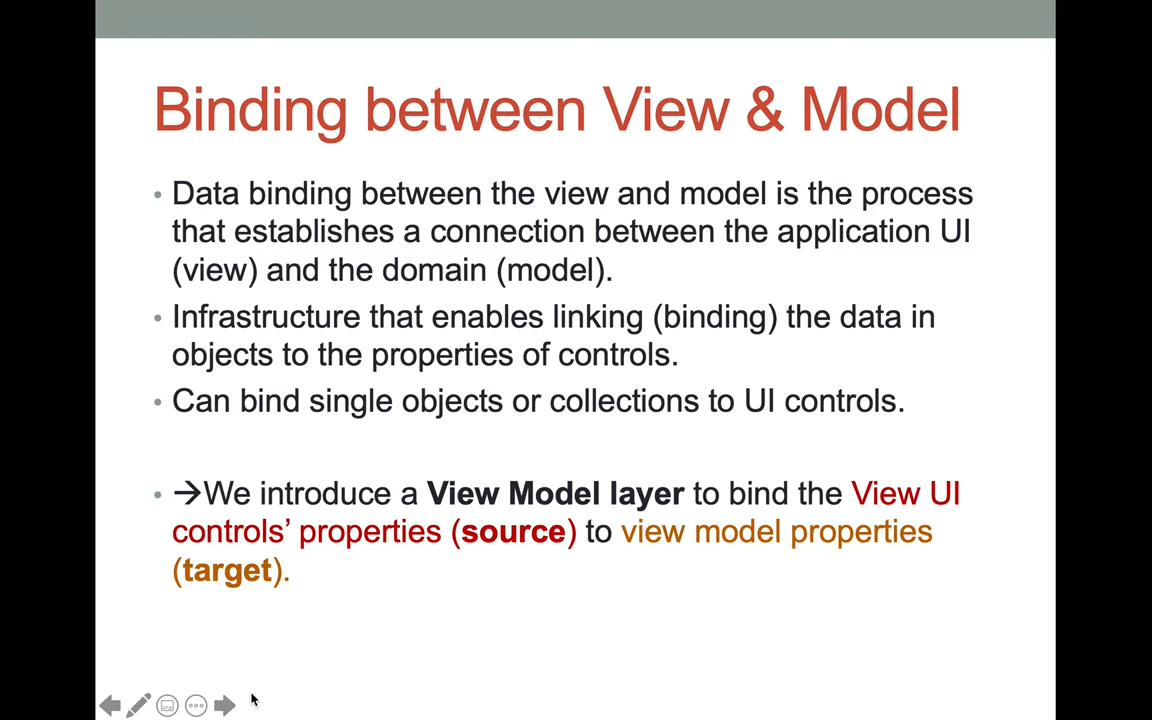 Binding between View & Model
• Data binding between the view and model is the process
that establishes a connection between the application UI
(view) and the domain (model).
• Infrastructure that enables linking (binding) the data in
objects to the properties of controls.
• Can bind single objects or collections to UI controls.
• →We introduce a View Model layer to bind the View UI
controls’ properties (source) to view model properties
(target).